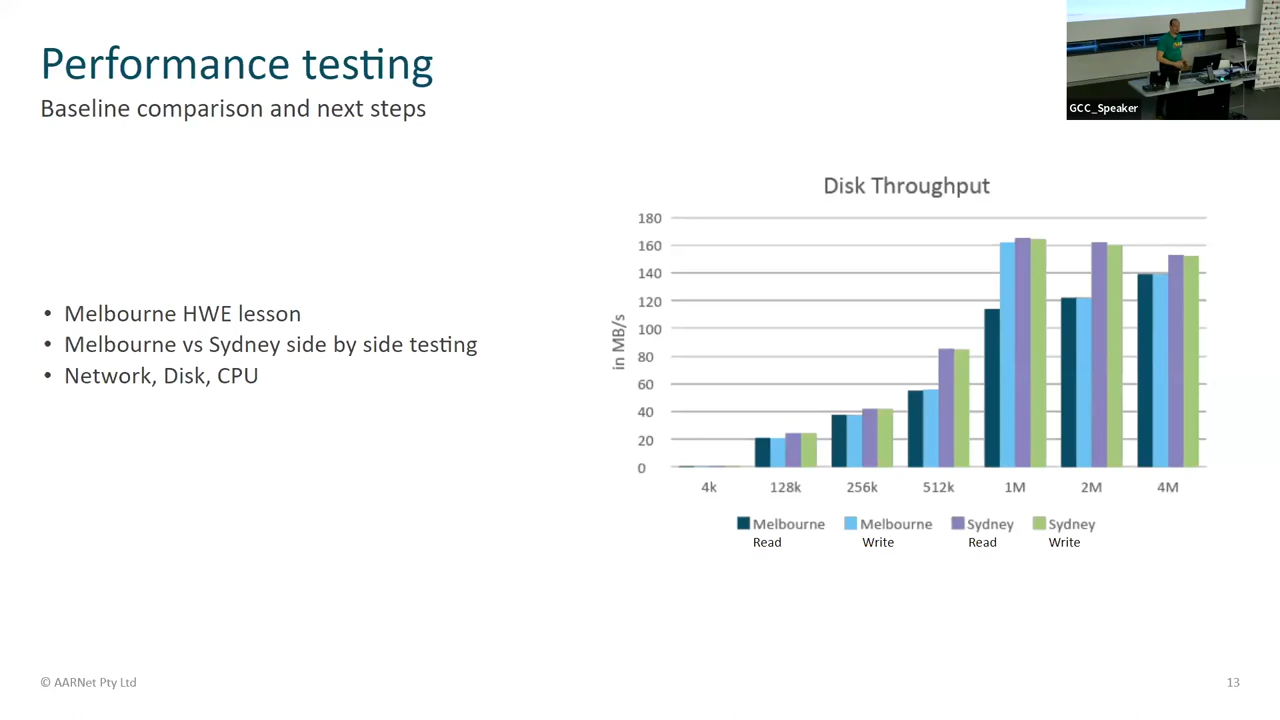 Performance testing
Baseline comparison and next steps
GCC_Speaker
• Melbourne HWE lesson
• Melbourne vs Sydney side by side testing
• Network, Disk, CPU
Disk Throughput
in MB/s
180
160
140
120
100
80
60
40
20
0
4k 128k 256k 512k 1M 2M 4M
Melbourne Melbourne Sydney Sydney
Read Write Read Write
© AARNet Pty Ltd
13